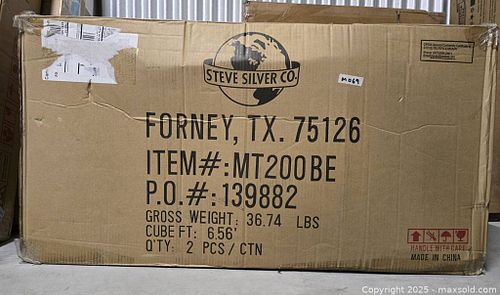 STEVE SILVER CO.
M069
FORNEY, TX. 75126
ITEM#:MT200BE
P.O.#:139882
GROSS WEIGHT: 36.74 LBS
CUBE FT: 6.56'
Q'TY: 2 PCS/CTN
HANDLE WITH CARE
MADE IN CHINA
Copyright 2025 - maxsold.com